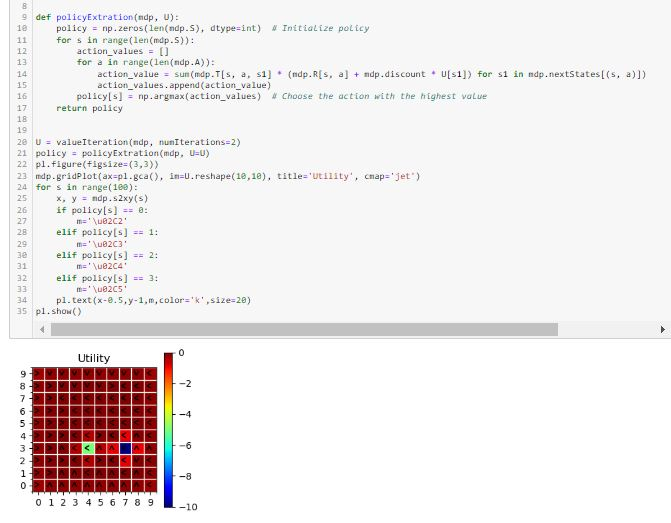 8
9 def policyExtration(mdp, U):
10 policy = np.zeros(len(mdp.S), dtype=int) # Initialize policy
11 for s in range(len(mdp.S)):
12 action_values = []
13 for a in range(len(mdp.A)):
14 action_value = sum(mdp.T[s, a, s1] * (mdp.R[s, a] + mdp.discount * U[s1]) for s1 in mdp.nextStates[(s, a)])
15 action_values.append(action_value)
16 policy[s] = np.argmax(action_values) # Choose the action with the highest value
17 return policy
18
19
20 U = valueIteration(mdp, numIterations=2)
21 policy = policyExtration(mdp, U=U)
22 pl.figure(figsize=(3,3))
23 mdp.gridPlot(ax=pl.gca(), im=U.reshape(10,10), title='Utility', cmap='jet')
24 for s in range(100):
25 x, y = mdp.s2xy(s)
26 if policy[s] == 0:
27 m='\u02C2'
28 elif policy[s] == 1:
29 m='\u02C3'
30 elif policy[s] == 2:
31 m='\u02C4'
32 elif policy[s] == 3:
33 m='\u02C5'
34 pl.text(x-0.5,y-1,m,color='k',size=20)
35 pl.show()
Utility
9
8
7
6
5
4
3
2
1
0
0 1 2 3 4 5 6 7 8 9
0
−2
−4
−6
−8
−10